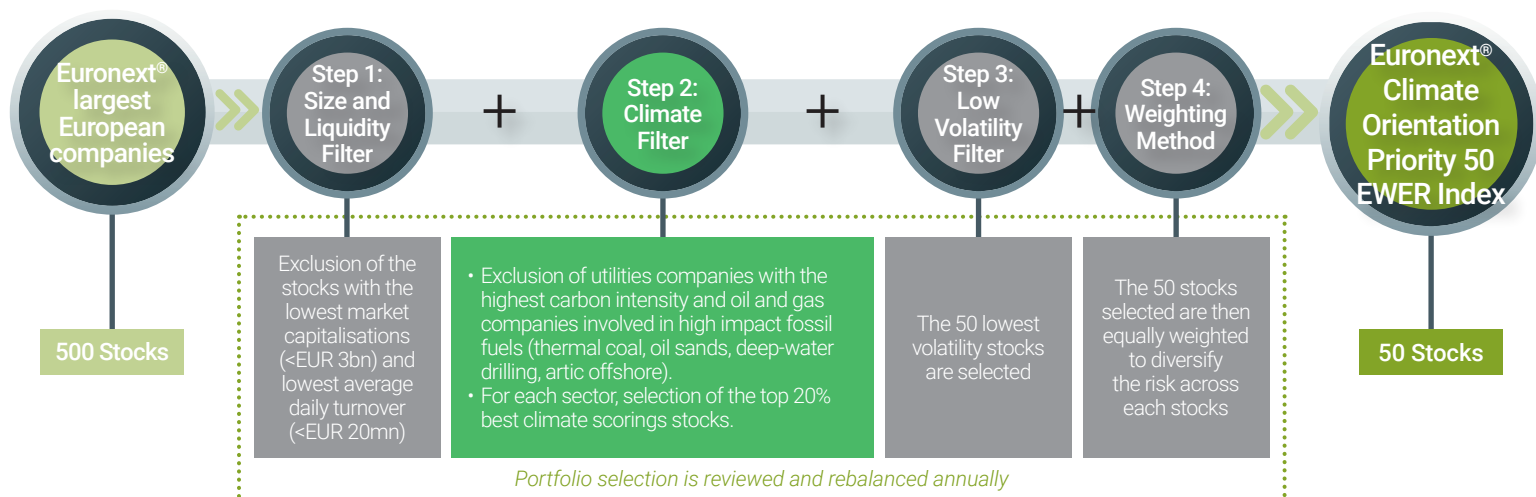 Euronext®
largest
European
companies
Step 1:
Size and
Liquidity
Filter
+
Step 2:
Climate
Filter
+
Step 3:
Low
Volatility
Filter
+
Step 4:
Weighting
Method
Euronext®
Climate
Orientation
Priority 50
EWER Index
500 Stocks
Exclusion of the
stocks with the
lowest market
capitalisations
(<EUR 3bn) and
lowest average
daily turnover
(<EUR 20mn)
• Exclusion of utilities companies with the
highest carbon intensity and oil and gas
companies involved in high impact fossil
fuels (thermal coal, oil sands, deep-water
drilling, artic offshore).
• For each sector, selection of the top 20%
best climate scorings stocks.
The 50 lowest
volatility stocks
are selected
The 50 stocks
selected are then
equally weighted
to diversify
the risk across
each stocks
50 Stocks
Portfolio selection is reviewed and rebalanced annually